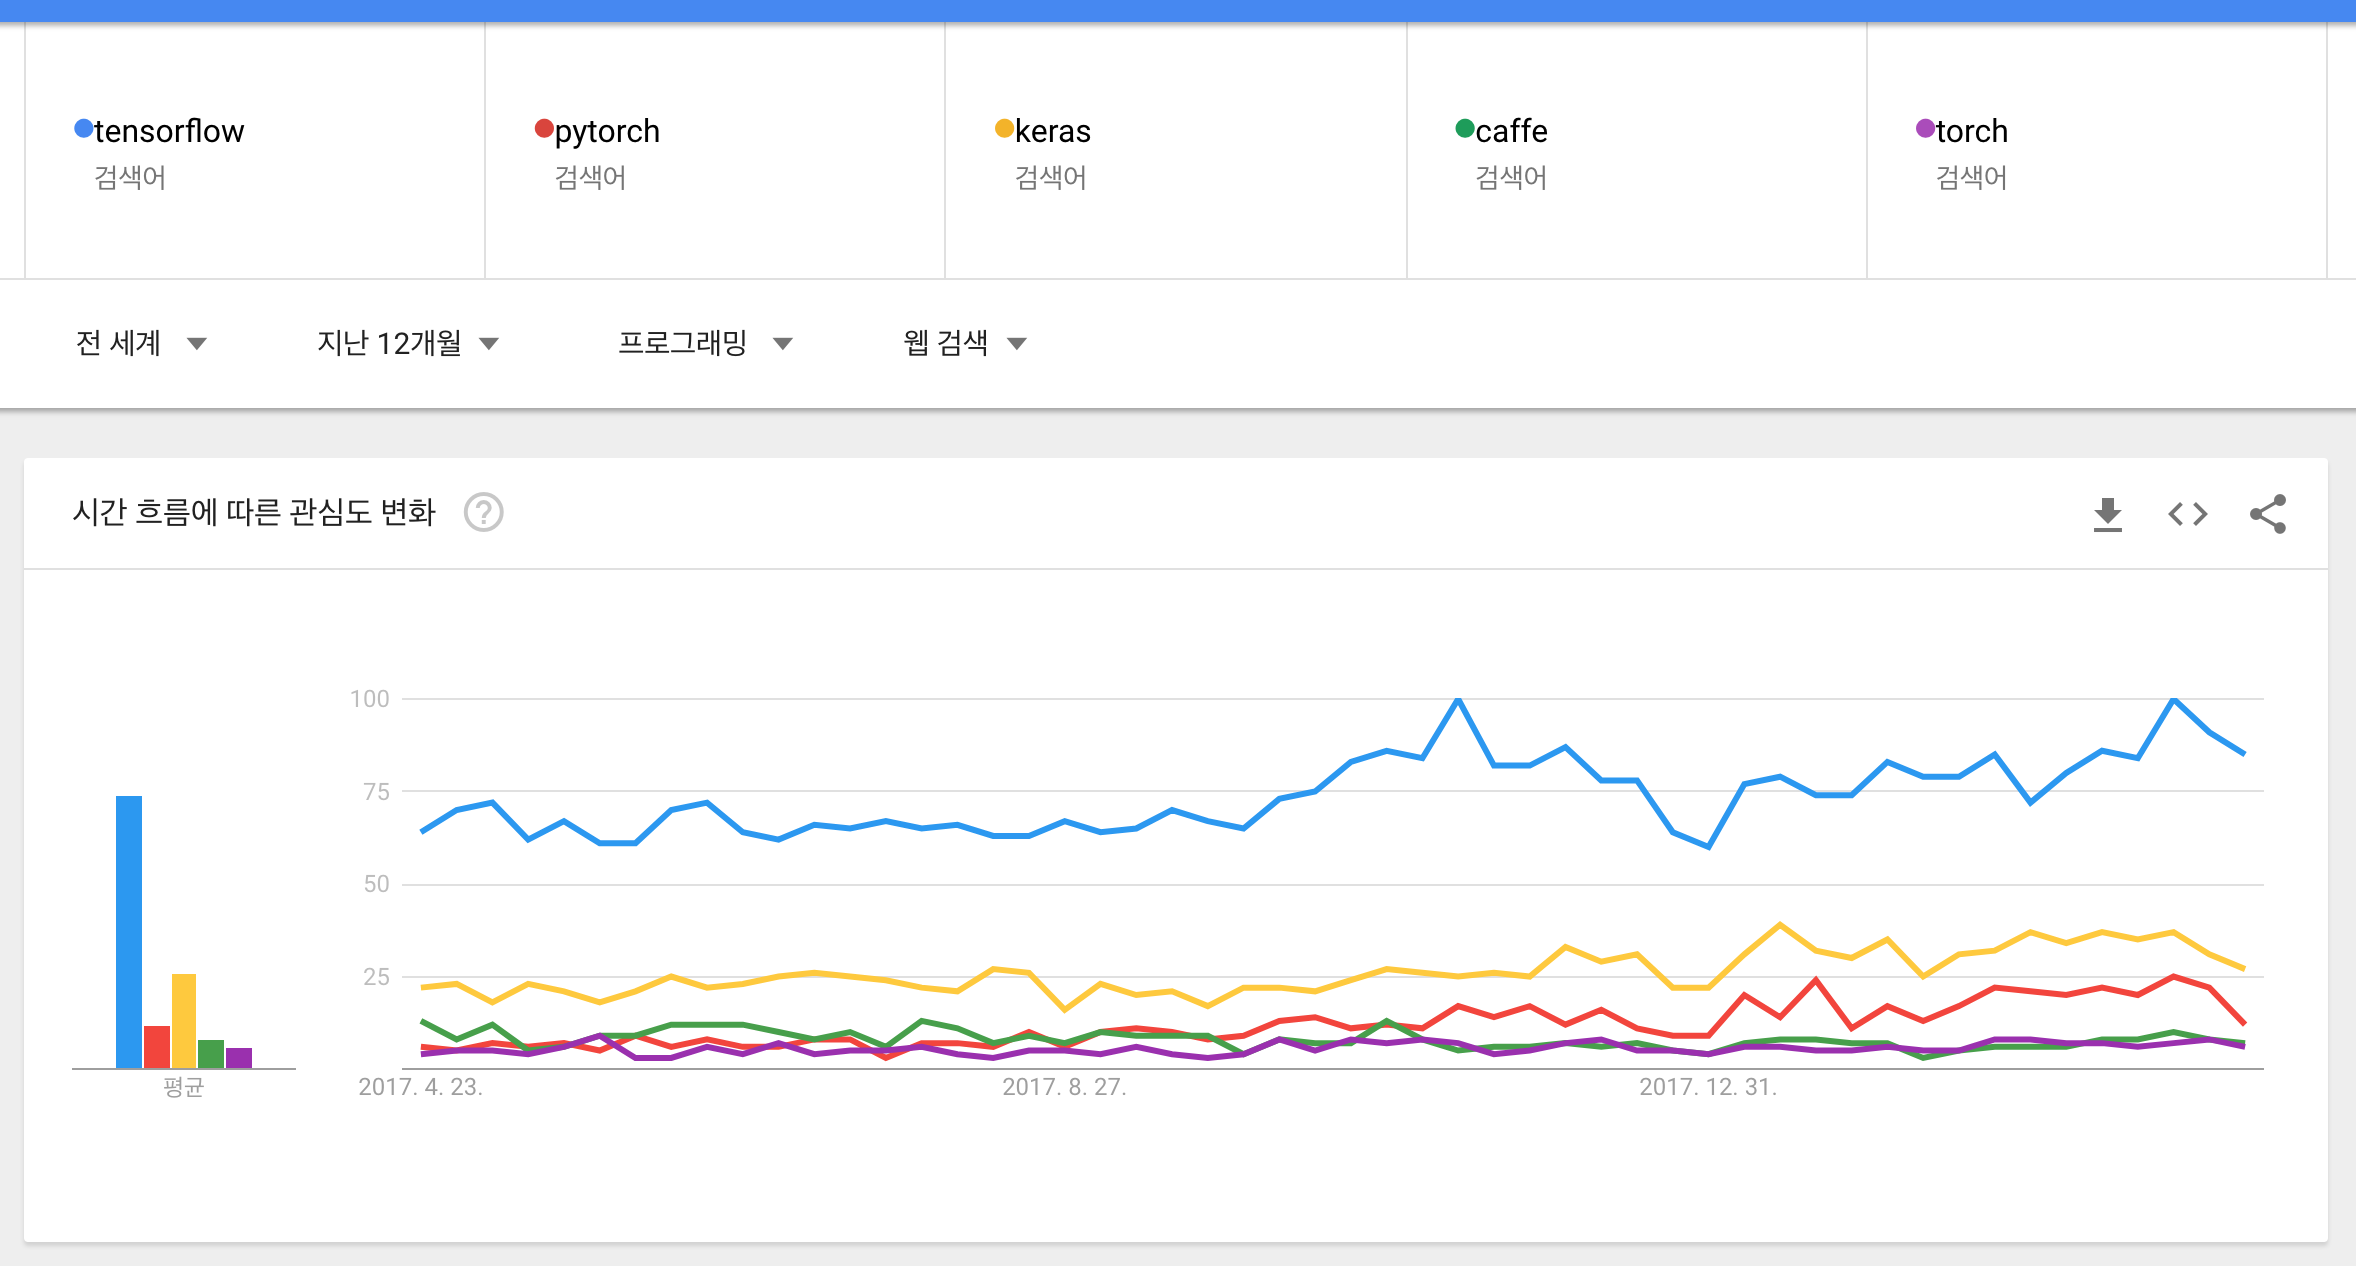 tensorflow
검색어
pytorch
검색어
keras
검색어
caffe
검색어
torch
검색어
전 세계
지난 12개월
프로그래밍
웹 검색
시간 흐름에 따른 관심도 변화 ?
100
75
50
25
평균
2017. 4. 23.
2017. 8. 27.
2017. 12. 31.